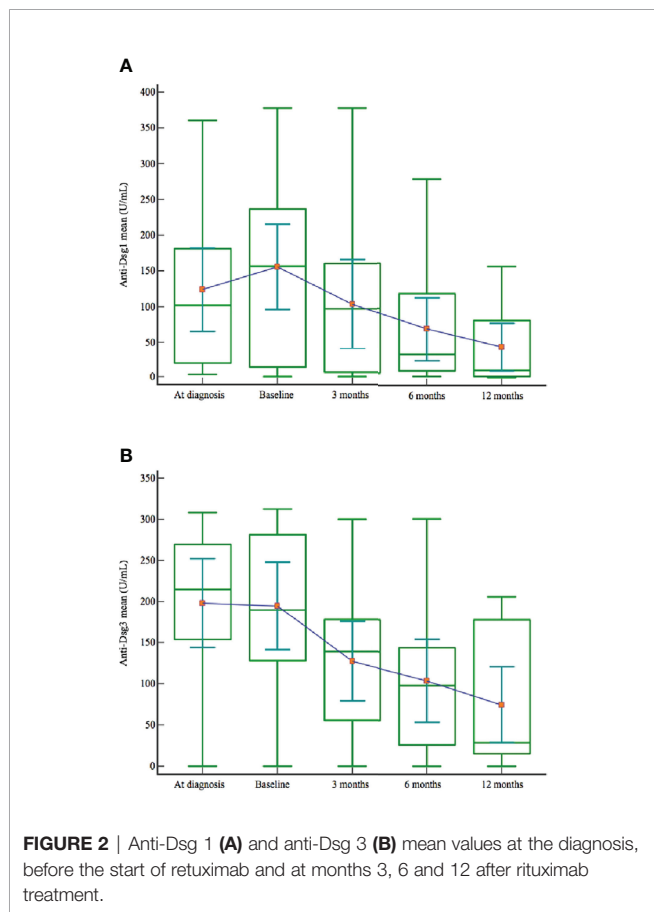 A
400
350
300
250
200
150
100
50
0
Anti-Dsg1 mean (U/mL)
At diagnosis Baseline 3 months 6 months 12 months
B
350
300
250
200
150
100
50
0
Anti-Dsg3 mean (U/mL)
At diagnosis Baseline 3 months 6 months 12 months
FIGURE 2 | Anti-Dsg 1 (A) and anti-Dsg 3 (B) mean values at the diagnosis,
before the start of retuximab and at months 3, 6 and 12 after rituximab
treatment.